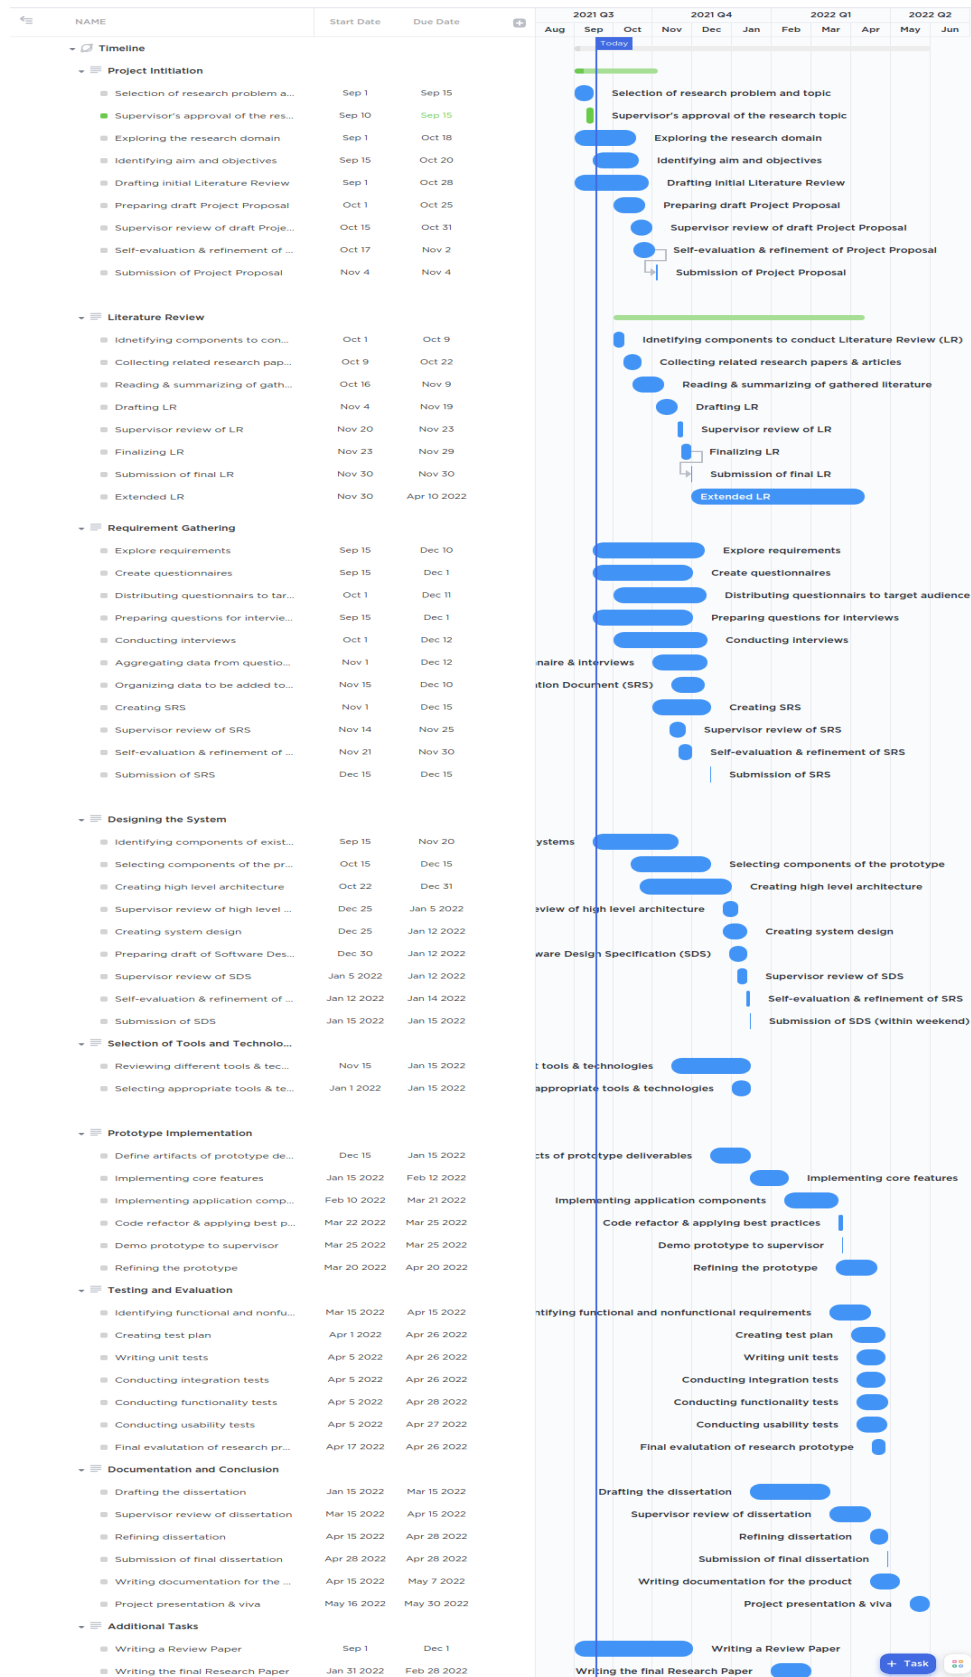 NAME Start Date Due Date 2021 Q3 2021 Q4 2022 Q1 2022 Q2
Aug Sep Oct Nov Dec Jan Feb Mar Apr May Jun
Today
Timeline
Project Intitiation
Selection of research problem a... Sep 1 Sep 15 Selection of research problem and topic
Supervisor's approval of the res... Sep 10 Sep 15 Supervisor's approval of the research topic
Exploring the research domain Sep 1 Oct 18 Exploring the research domain
Identifying aim and objectives Sep 15 Oct 20 Identifying aim and objectives
Drafting initial Literature Review Sep 1 Oct 28 Drafting initial Literature Review
Preparing draft Project Proposal Oct 1 Oct 25 Preparing draft Project Proposal
Supervisor review of draft Proje... Oct 15 Oct 31 Supervisor review of draft Project Proposal
Self-evaluation & refinement of ... Oct 17 Nov 2 Self-evaluation & refinement of Project Proposal
Submission of Project Proposal Nov 4 Nov 4 Submission of Project Proposal
Literature Review
Idnetifying components to con... Oct 1 Oct 9 Idnetifying components to conduct Literature Review (LR)
Collecting related research pap... Oct 9 Oct 22 Collecting related research papers & articles
Reading & summarizing of gath... Oct 16 Nov 9 Reading & summarizing of gathered literature
Drafting LR Nov 4 Nov 19 Drafting LR
Supervisor review of LR Nov 20 Nov 23 Supervisor review of LR
Finalizing LR Nov 23 Nov 29 Finalizing LR
Submission of final LR Nov 30 Nov 30 Submission of final LR
Extended LR Nov 30 Apr 10 2022 Extended LR
Requirement Gathering
Explore requirements Sep 15 Dec 10 Explore requirements
Create questionnaires Sep 15 Dec 1 Create questionnaires
Distributing questionnairs to tar... Oct 1 Dec 11 Distributing questionnairs to target audience
Preparing questions for intervie... Sep 15 Dec 1 Preparing questions for interviews
Conducting interviews Oct 1 Dec 12 Conducting interviews
Aggregating data from questio... Nov 1 Dec 12 nnaire & interviews
Organizing data to be added to... Nov 15 Dec 10 ation Document (SRS)
Creating SRS Nov 1 Dec 15 Creating SRS
Supervisor review of SRS Nov 14 Nov 25 Supervisor review of SRS
Self-evaluation & refinement of ... Nov 21 Nov 30 Self-evaluation & refinement of SRS
Submission of SRS Dec 15 Dec 15 Submission of SRS
Designing the System
Identifying components of exist... Sep 15 Nov 20 ystems
Selecting components of the pr... Oct 15 Dec 15 Selecting components of the prototype
Creating high level architecture Oct 22 Dec 31 Creating high level architecture
Supervisor review of high level ... Dec 25 Jan 5 2022 eview of high level architecture
Creating system design Dec 25 Jan 12 2022 Creating system design
Preparing draft of Software Des... Dec 30 Jan 12 2022 ware Design Specification (SDS)
Supervisor review of SDS Jan 5 2022 Jan 12 2022 Supervisor review of SDS
Self-evaluation & refinement of ... Jan 12 2022 Jan 14 2022 Self-evaluation & refinement of SRS
Submission of SDS Jan 15 2022 Jan 15 2022 Submission of SDS (within weekend)
Selection of Tools and Technolo...
Reviewing different tools & tec... Nov 15 Jan 15 2022 t tools & technologies
Selecting appropriate tools & te... Jan 1 2022 Jan 15 2022 appropriate tools & technologies
Prototype Implementation
Define artifacts of prototype de... Dec 15 Jan 15 2022 cts of prototype deliverables
Implementing core features Jan 15 2022 Feb 12 2022 Implementing core features
Implementing application comp... Feb 10 2022 Mar 21 2022 Implementing application components
Code refactor & applying best p... Mar 22 2022 Mar 25 2022 Code refactor & applying best practices
Demo prototype to supervisor Mar 25 2022 Mar 25 2022 Demo prototype to supervisor
Refining the prototype Mar 20 2022 Apr 20 2022 Refining the prototype
Testing and Evaluation
Identifying functional and nonfu... Mar 15 2022 Apr 15 2022 ntifying functional and nonfunctional requirements
Creating test plan Apr 1 2022 Apr 26 2022 Creating test plan
Writing unit tests Apr 5 2022 Apr 26 2022 Writing unit tests
Conducting integration tests Apr 5 2022 Apr 26 2022 Conducting integration tests
Conducting functionality tests Apr 5 2022 Apr 28 2022 Conducting functionality tests
Conducting usability tests Apr 5 2022 Apr 27 2022 Conducting usability tests
Final evalutation of research pr... Apr 17 2022 Apr 26 2022 Final evalutation of research prototype
Documentation and Conclusion
Drafting the dissertation Jan 15 2022 Mar 15 2022 Drafting the dissertation
Supervisor review of dissertation Mar 15 2022 Apr 15 2022 Supervisor review of dissertation
Refining dissertation Apr 15 2022 Apr 28 2022 Refining dissertation
Submission of final dissertation Apr 28 2022 Apr 28 2022 Submission of final dissertation
Writing documentation for the ... Apr 15 2022 May 7 2022 Writing documentation for the product
Project presentation & viva May 16 2022 May 30 2022 Project presentation & viva
Additional Tasks
Writing a Review Paper Sep 1 Dec 1 Writing a Review Paper
Writing the final Research Paper Jan 31 2022 Feb 28 2022 Writing the final Research Paper
+ Task